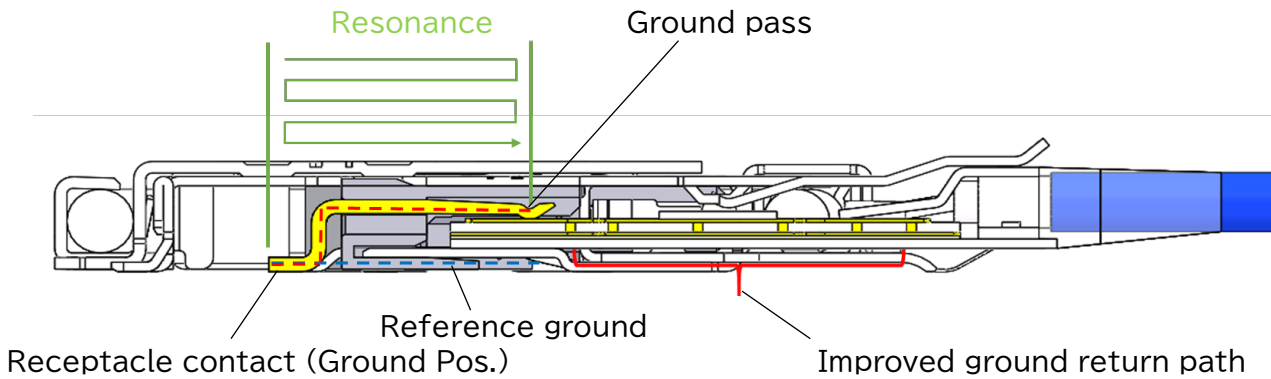 Resonance
Ground pass
Reference ground
Receptacle contact (Ground Pos.)
Improved ground return path